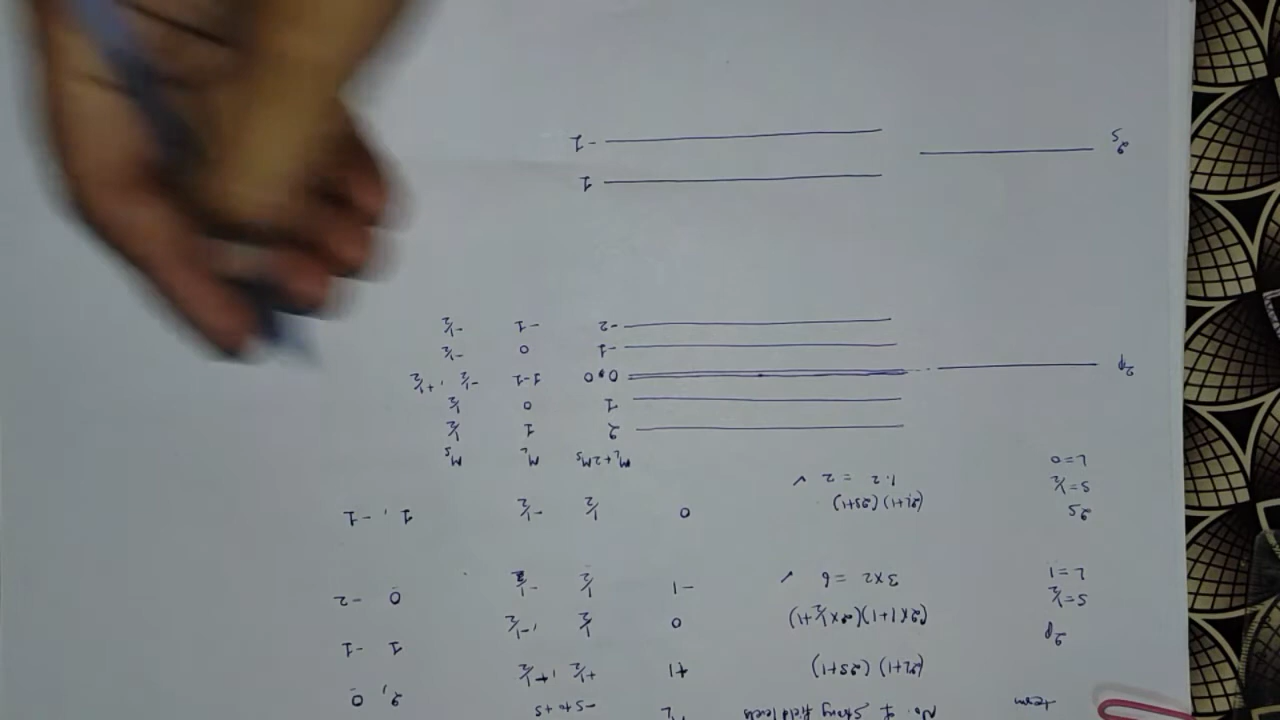 term No. of strong field levels -S to +S
(2L+1) (2S+1) +1 +½, -½ 2, 0
1 -1
2p (2×1+1)(2×½+1) 0 ½, -½
S=½ 0 -2
L=1 3×2 = 6 ✓ -1 ½ -½
2s (2L+1) (2S+1) 0 ½ -½ 1, -1
S=½ 1.2 = 2 ✓
L=0 M_L+2M_S M_L M_S
2 1 ½
1 0 ½
2p 0,0 1-1 -½, +½
-1 0 -½
-2 -1 -½
1
2s -1